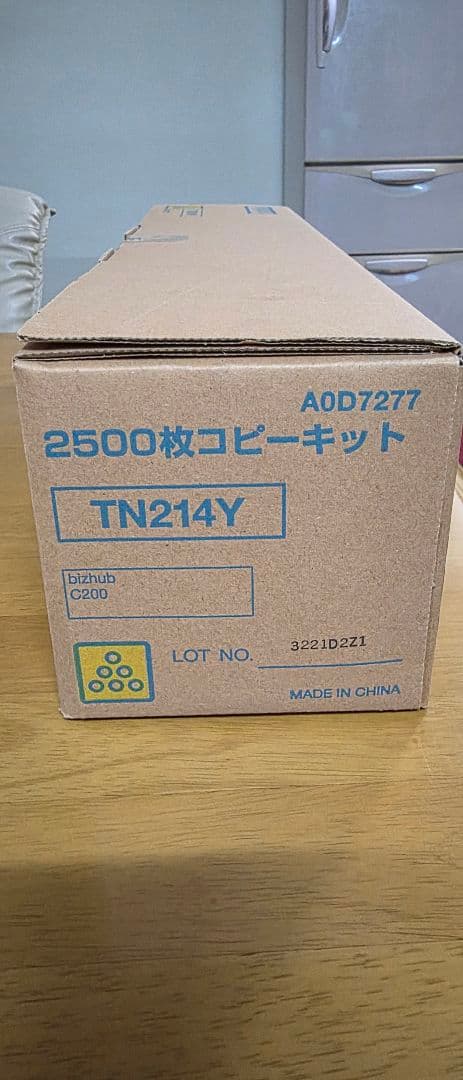 A0D7277
2500枚コピーキット
TN214Y
bizhub
C200
LOT NO. 3221D2Z1
MADE IN CHINA